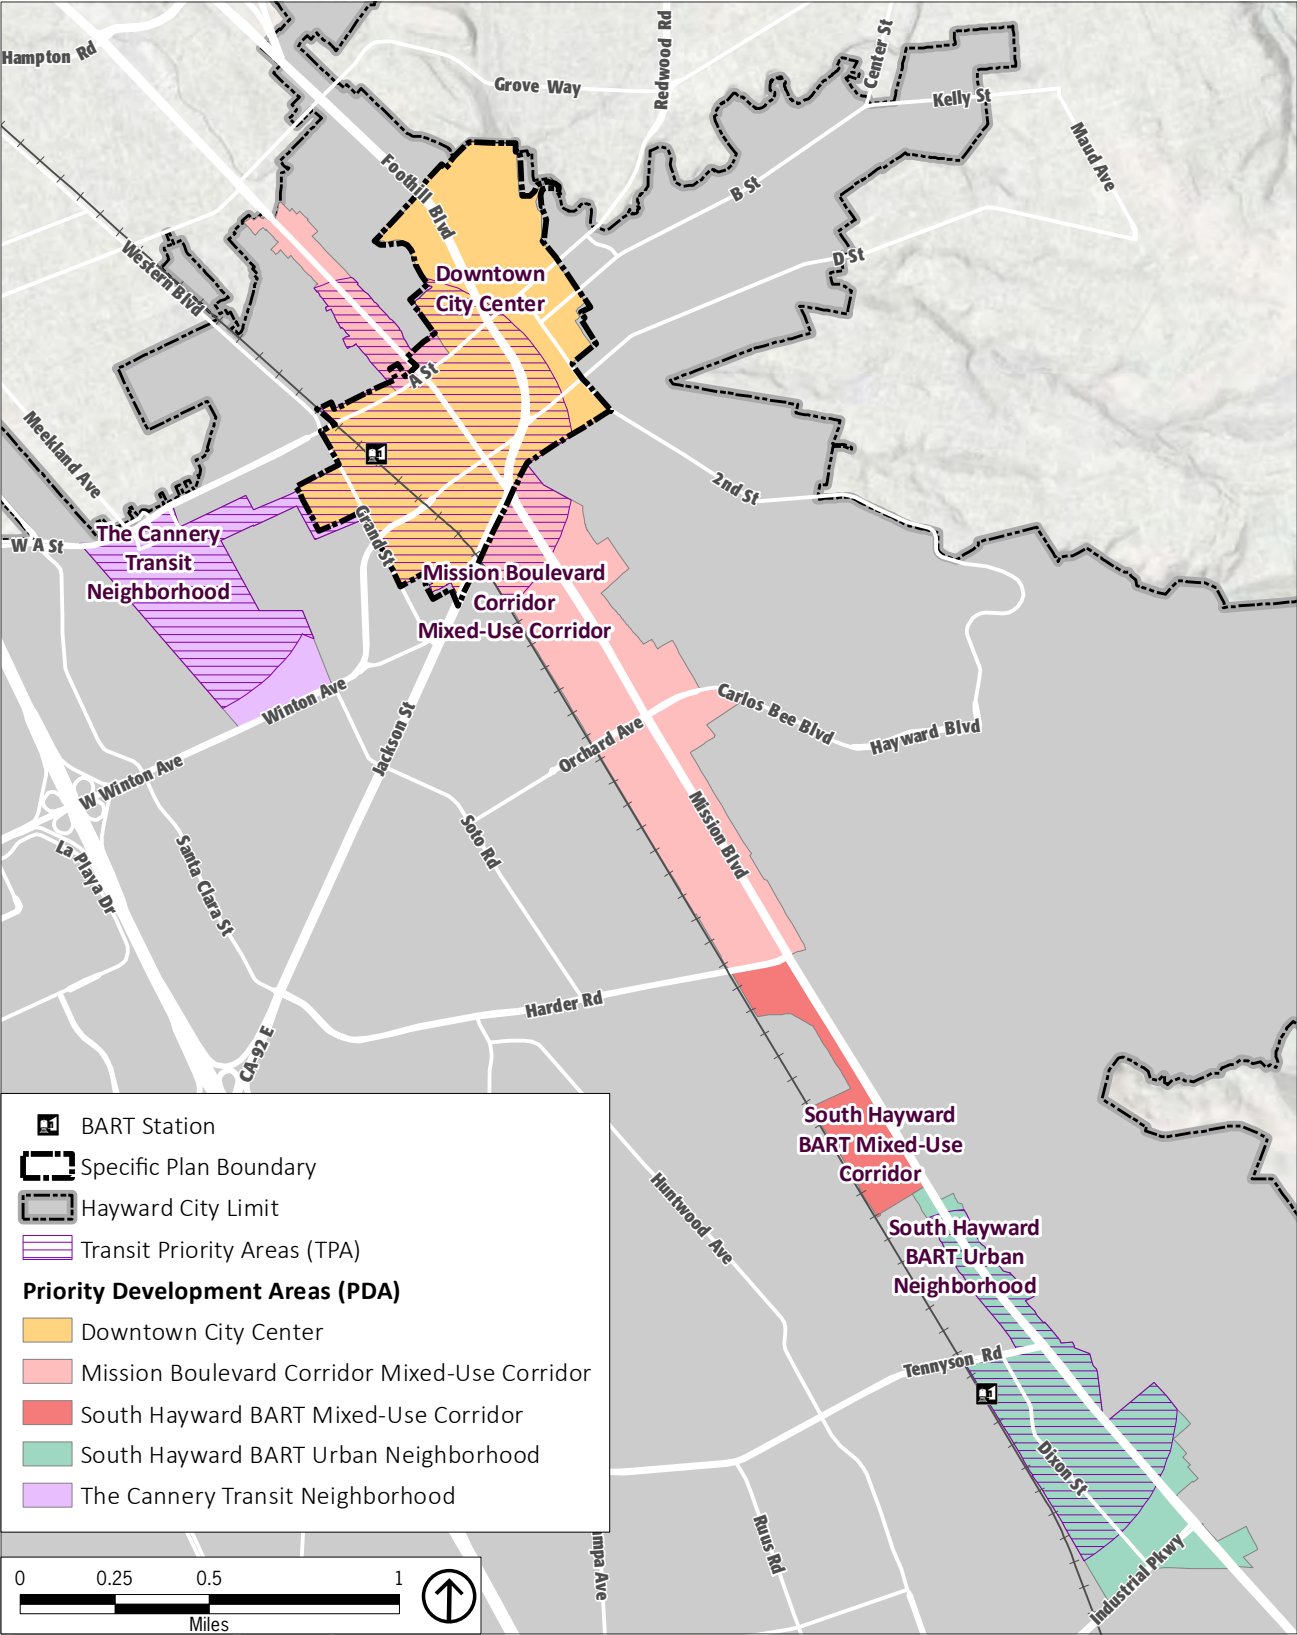 Hampton Rd
Grove Way
Redwood Rd
Center St
Kelly St
Maud Ave
Foothill Blvd
B St
D St
Western Blvd
Downtown
City Center
A St
Meekland Ave
2nd St
W A St
The Cannery
Transit
Neighborhood
Grand St
Mission Boulevard
Corridor
Mixed-Use Corridor
Winton Ave
Carlos Bee Blvd
Hayward Blvd
Orchard Ave
Jackson St
W Winton Ave
Mission Blvd
Soto Rd
La Playa Dr
Santa Clara St
Harder Rd
CA-92 E
South Hayward
BART Mixed-Use
Corridor
Huntwood Ave
South Hayward
BART Urban
Neighborhood
Tennyson Rd
Dixon St
Ruus Rd
mpa Ave
Industrial Pkwy
BART Station
Specific Plan Boundary
Hayward City Limit
Transit Priority Areas (TPA)
Priority Development Areas (PDA)
Downtown City Center
Mission Boulevard Corridor Mixed-Use Corridor
South Hayward BART Mixed-Use Corridor
South Hayward BART Urban Neighborhood
The Cannery Transit Neighborhood
0 0.25 0.5 1
Miles